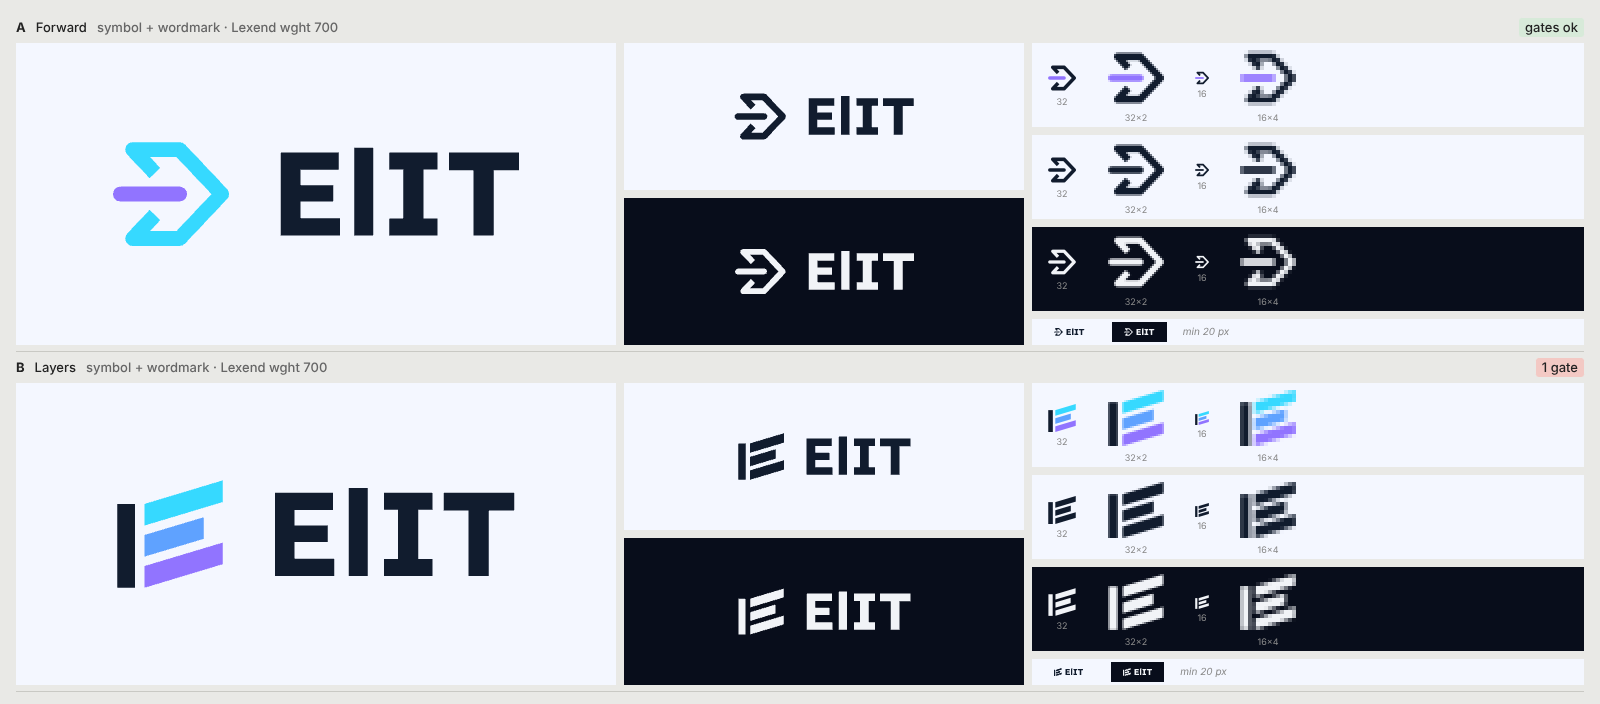 A Forward symbol + wordmark · Lexend wght 700 gates ok
ElIT
ElIT
ElIT
32 32×2 16 16×4
32 32×2 16 16×4
32 32×2 16 16×4
ElIT ElIT min 20 px
B Layers symbol + wordmark · Lexend wght 700 1 gate
ElIT
ElIT
ElIT
32 32×2 16 16×4
32 32×2 16 16×4
32 32×2 16 16×4
ElIT ElIT min 20 px